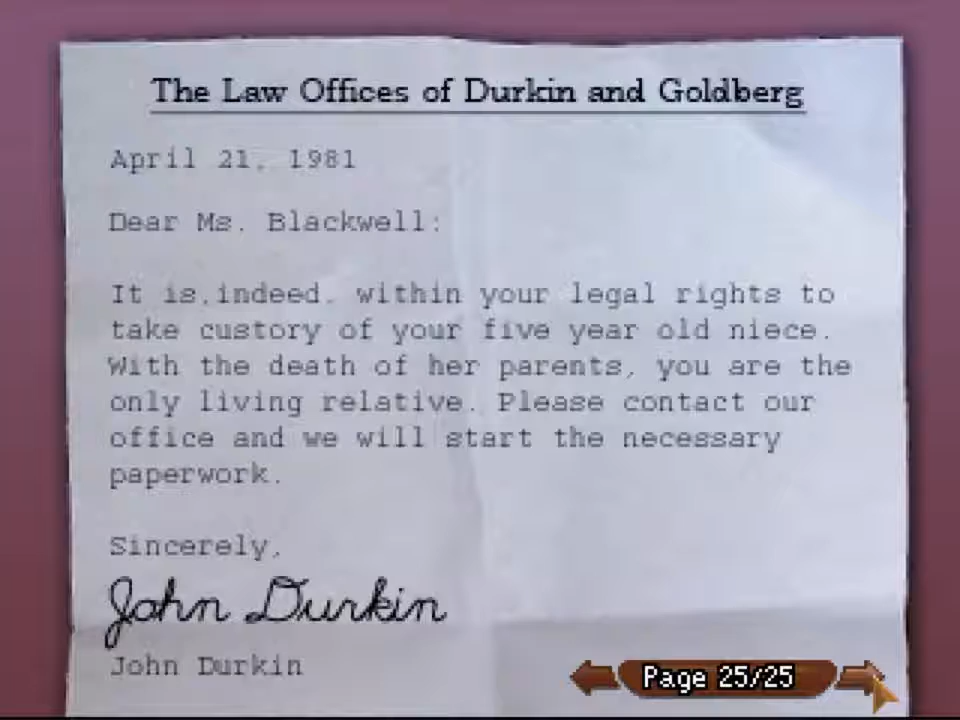 The Law Offices of Durkin and Goldberg
April 21, 1981
Dear Ms. Blackwell:
It is,indeed, within your legal rights to
take custory of your five year old niece.
With the death of her parents, you are the
only living relative. Please contact our
office and we will start the necessary
paperwork.
Sincerely,
John Durkin
John Durkin
Page 25/25